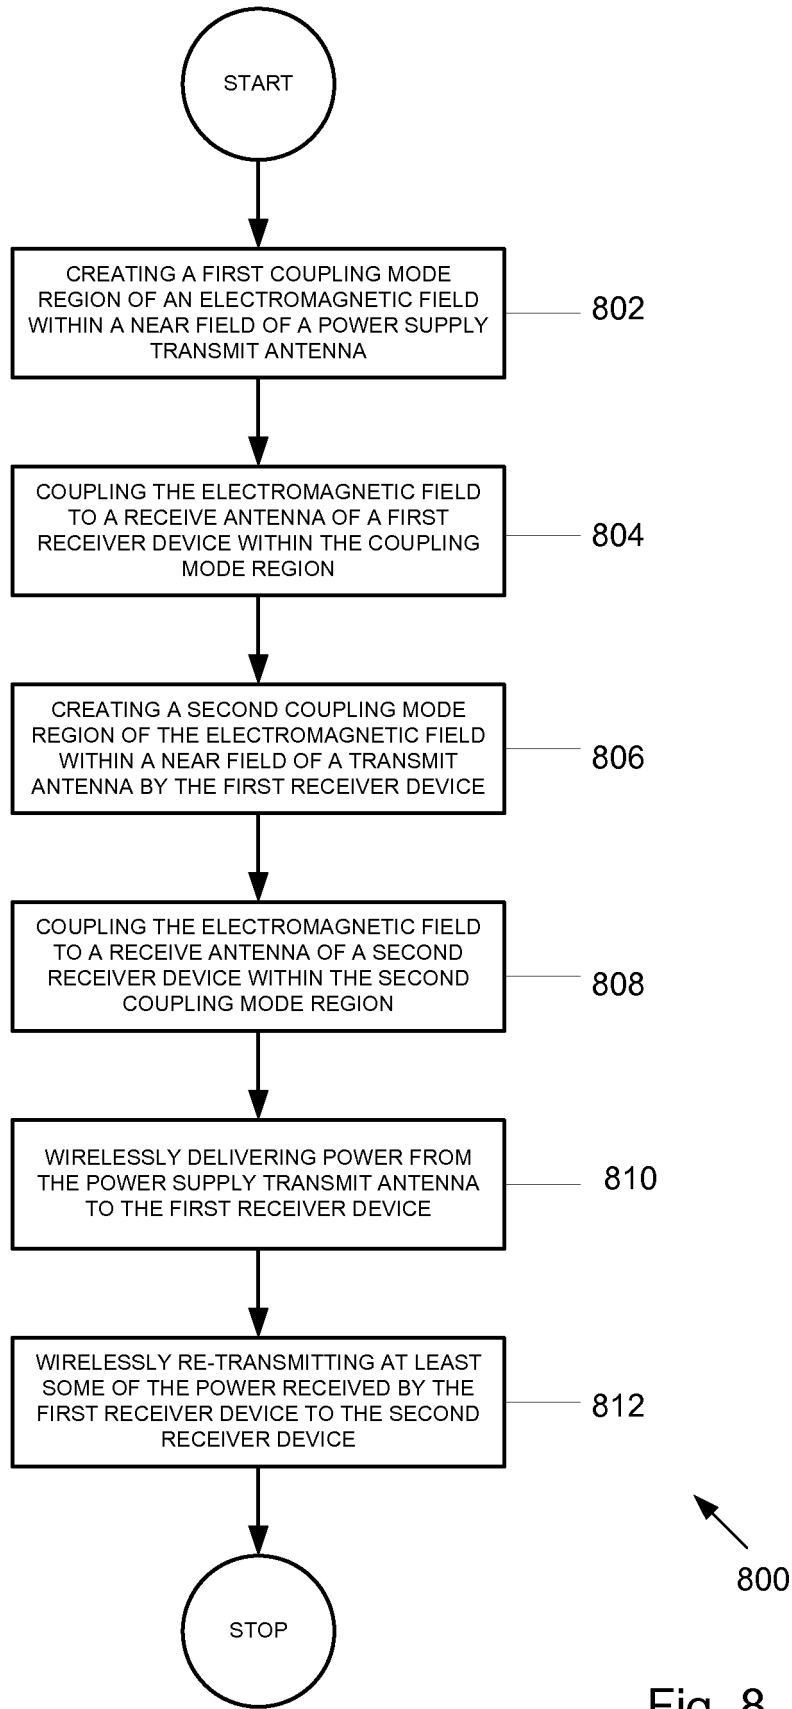 START
CREATING A FIRST COUPLING MODE
REGION OF AN ELECTROMAGNETIC FIELD
WITHIN A NEAR FIELD OF A POWER SUPPLY
TRANSMIT ANTENNA
802
COUPLING THE ELECTROMAGNETIC FIELD
TO A RECEIVE ANTENNA OF A FIRST
RECEIVER DEVICE WITHIN THE COUPLING
MODE REGION
804
CREATING A SECOND COUPLING MODE
REGION OF THE ELECTROMAGNETIC FIELD
WITHIN A NEAR FIELD OF A TRANSMIT
ANTENNA BY THE FIRST RECEIVER DEVICE
806
COUPLING THE ELECTROMAGNETIC FIELD
TO A RECEIVE ANTENNA OF A SECOND
RECEIVER DEVICE WITHIN THE SECOND
COUPLING MODE REGION
808
WIRELESSLY DELIVERING POWER FROM
THE POWER SUPPLY TRANSMIT ANTENNA
TO THE FIRST RECEIVER DEVICE
810
WIRELESSLY RE-TRANSMITTING AT LEAST
SOME OF THE POWER RECEIVED BY THE
FIRST RECEIVER DEVICE TO THE SECOND
RECEIVER DEVICE
812
800
STOP
Fig. 8